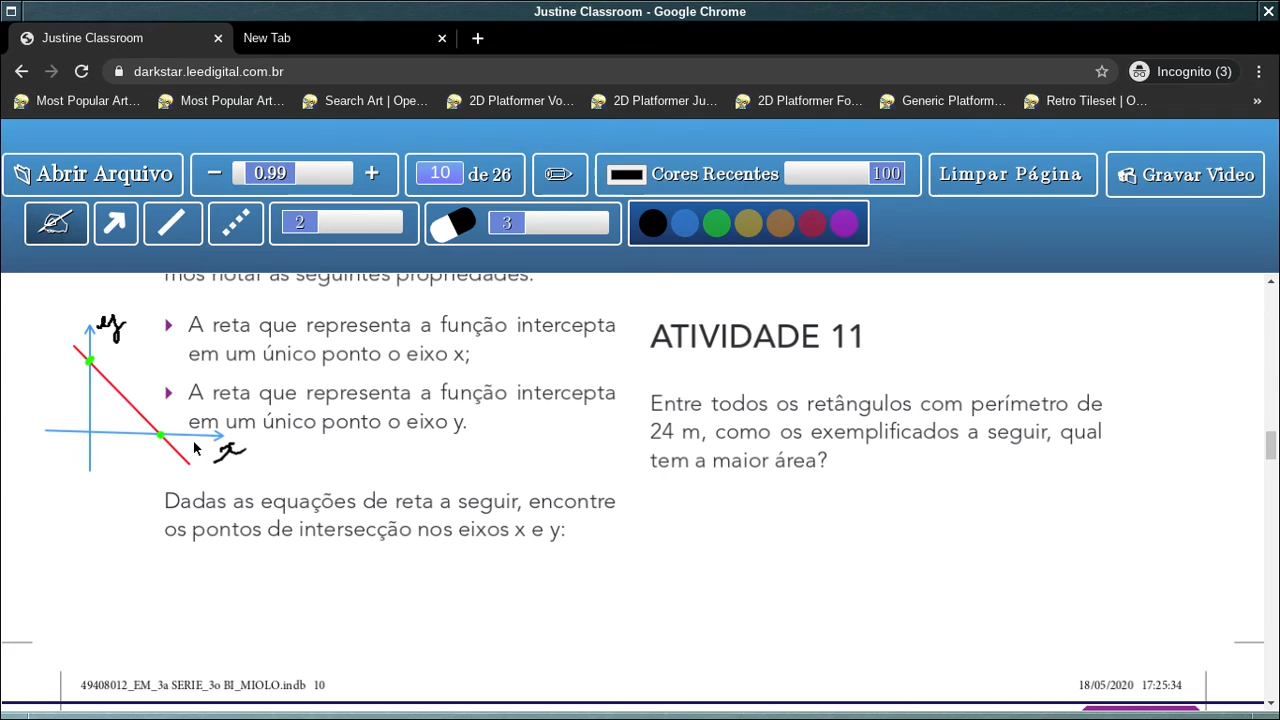 Justine Classroom - Google Chrome
Justine Classroom
New Tab
darkstar.leedigital.com.br
Incognito (3)
Most Popular Art...
Most Popular Art...
Search Art | Ope...
2D Platformer Vo...
2D Platformer Ju...
2D Platformer Fo...
Generic Platform...
Retro Tileset | O...
»
Abrir Arquivo
− 0.99 +
10 de 26
Cores Recentes 100
Limpar Página
Gravar Video
2
3
mos notar as seguintes propriedades:
y
A reta que representa a função intercepta
em um único ponto o eixo x;
A reta que representa a função intercepta
em um único ponto o eixo y.
x
Dadas as equações de reta a seguir, encontre
os pontos de intersecção nos eixos x e y:
ATIVIDADE 11
Entre todos os retângulos com perímetro de
24 m, como os exemplificados a seguir, qual
tem a maior área?
49408012_EM_3a SERIE_3o BI_MIOLO.indb 10
18/05/2020 17:25:34